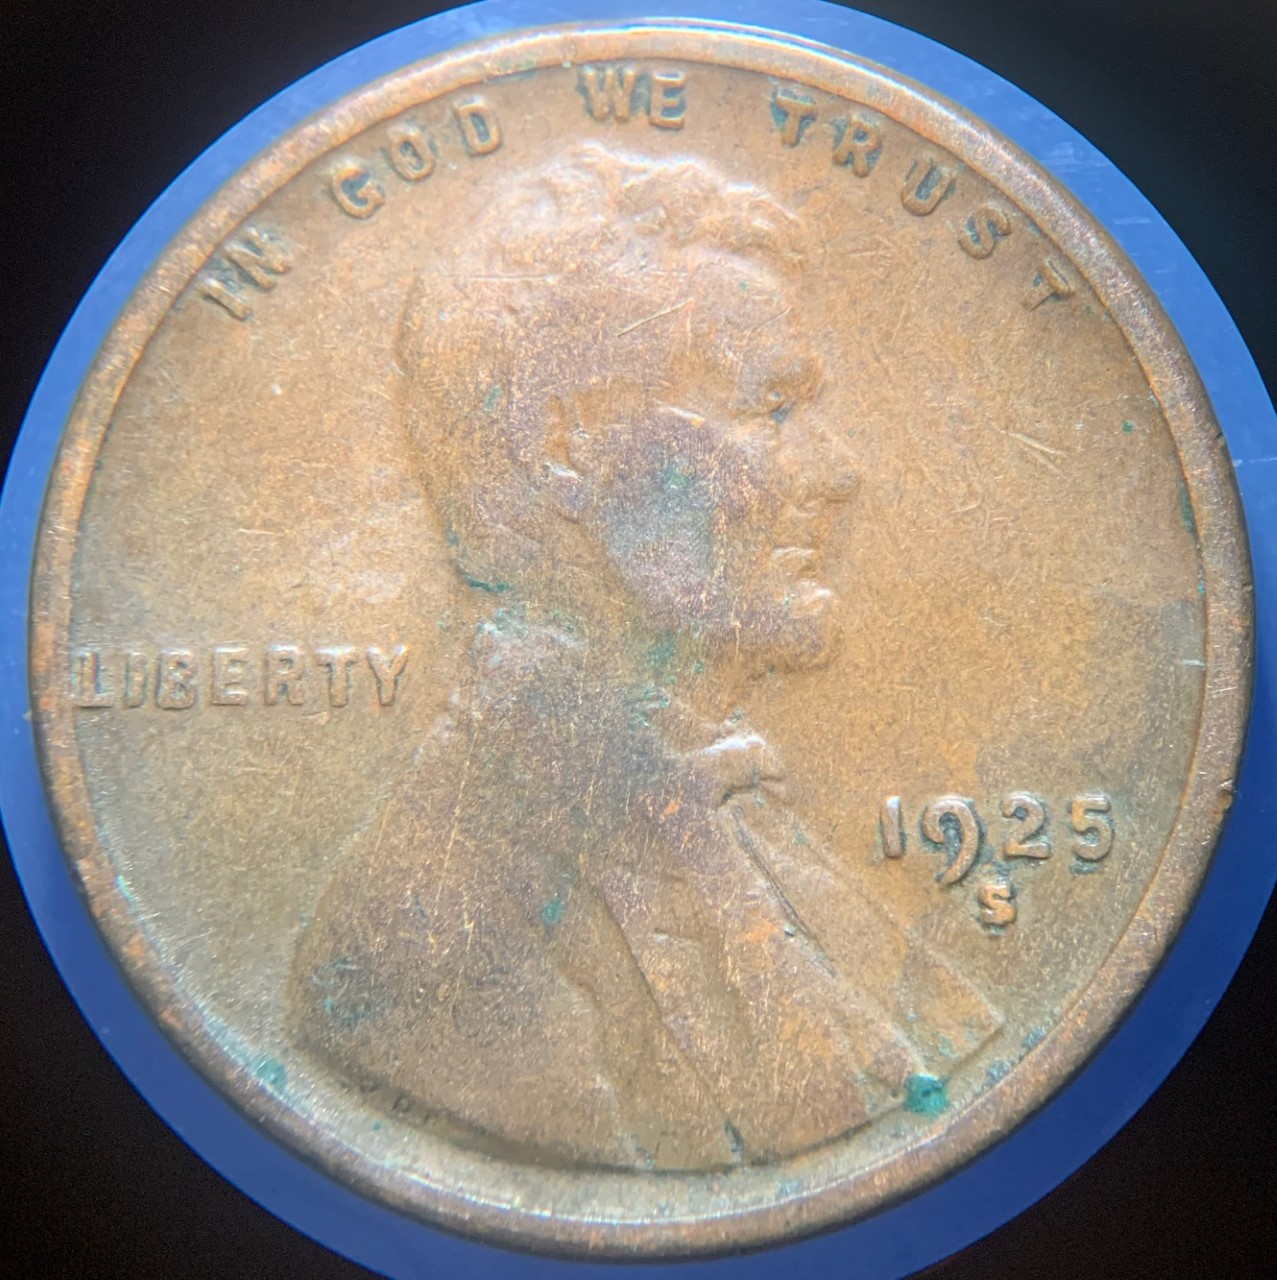 IN GOD WE TRUST
LIBERTY
1925
S